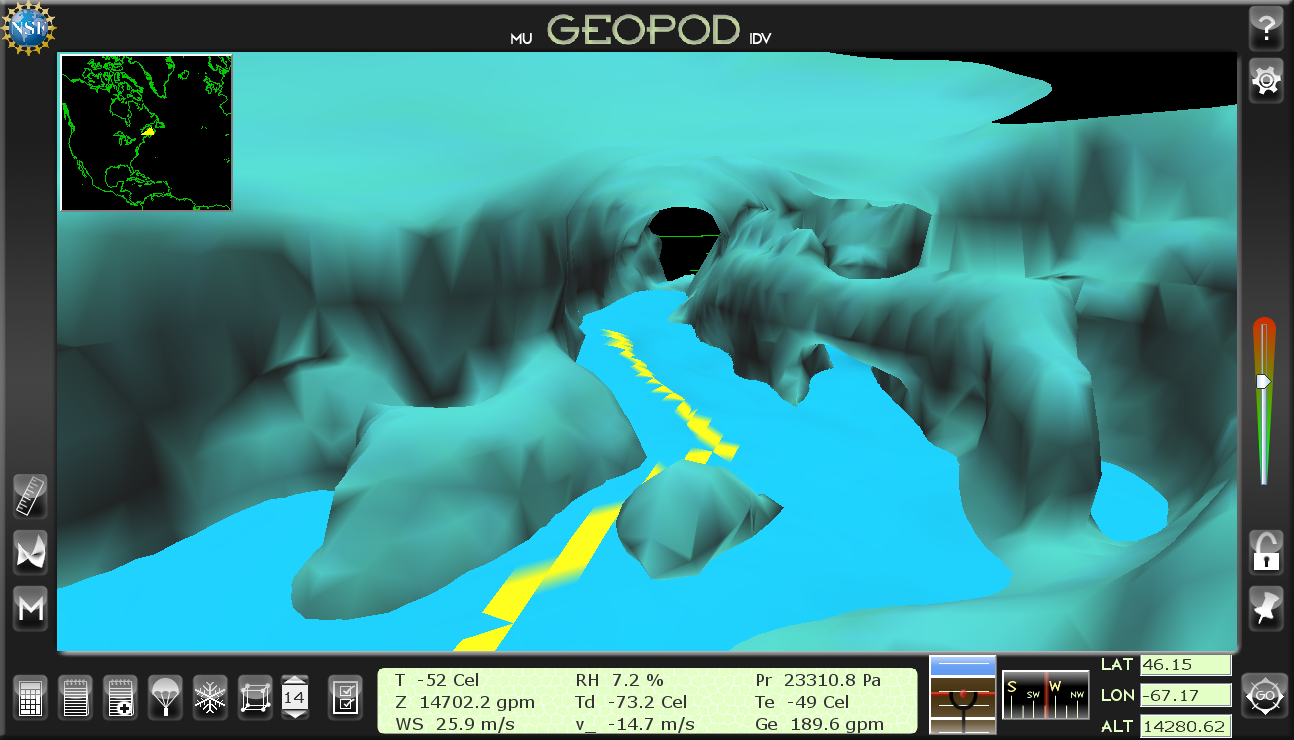 NSF
MU GEOPOD IDV
?
M
14
T -52 Cel RH 7.2 % Pr 23310.8 Pa
Z 14702.2 gpm Td -73.2 Cel Te -49 Cel
WS 25.9 m/s v_ -14.7 m/s Ge 189.6 gpm
S SW W NW
LAT 46.15
LON -67.17
ALT 14280.62
GO